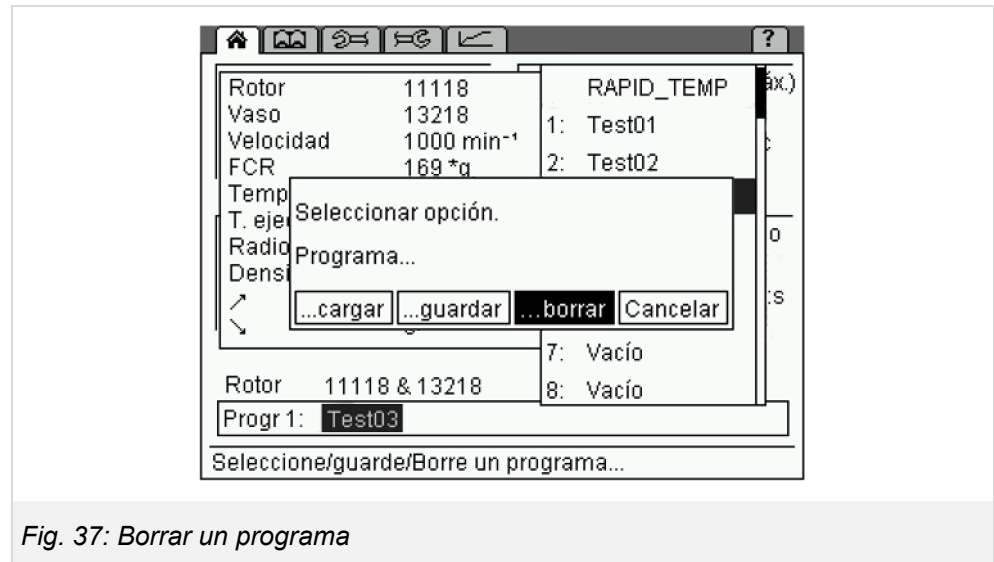 ?
Rotor 11118
Vaso 13218
Velocidad 1000 min⁻¹
FCR 169 *g
Temp
T. eje
Radio
Densi
RAPID_TEMP
1: Test01
2: Test02
7: Vacío
8: Vacío
áx.)
o
:s
Seleccionar opción.
Programa...
...cargar ...guardar ...borrar Cancelar
Rotor 11118 & 13218
Progr 1: Test03
Seleccione/guarde/Borre un programa...
Fig. 37: Borrar un programa